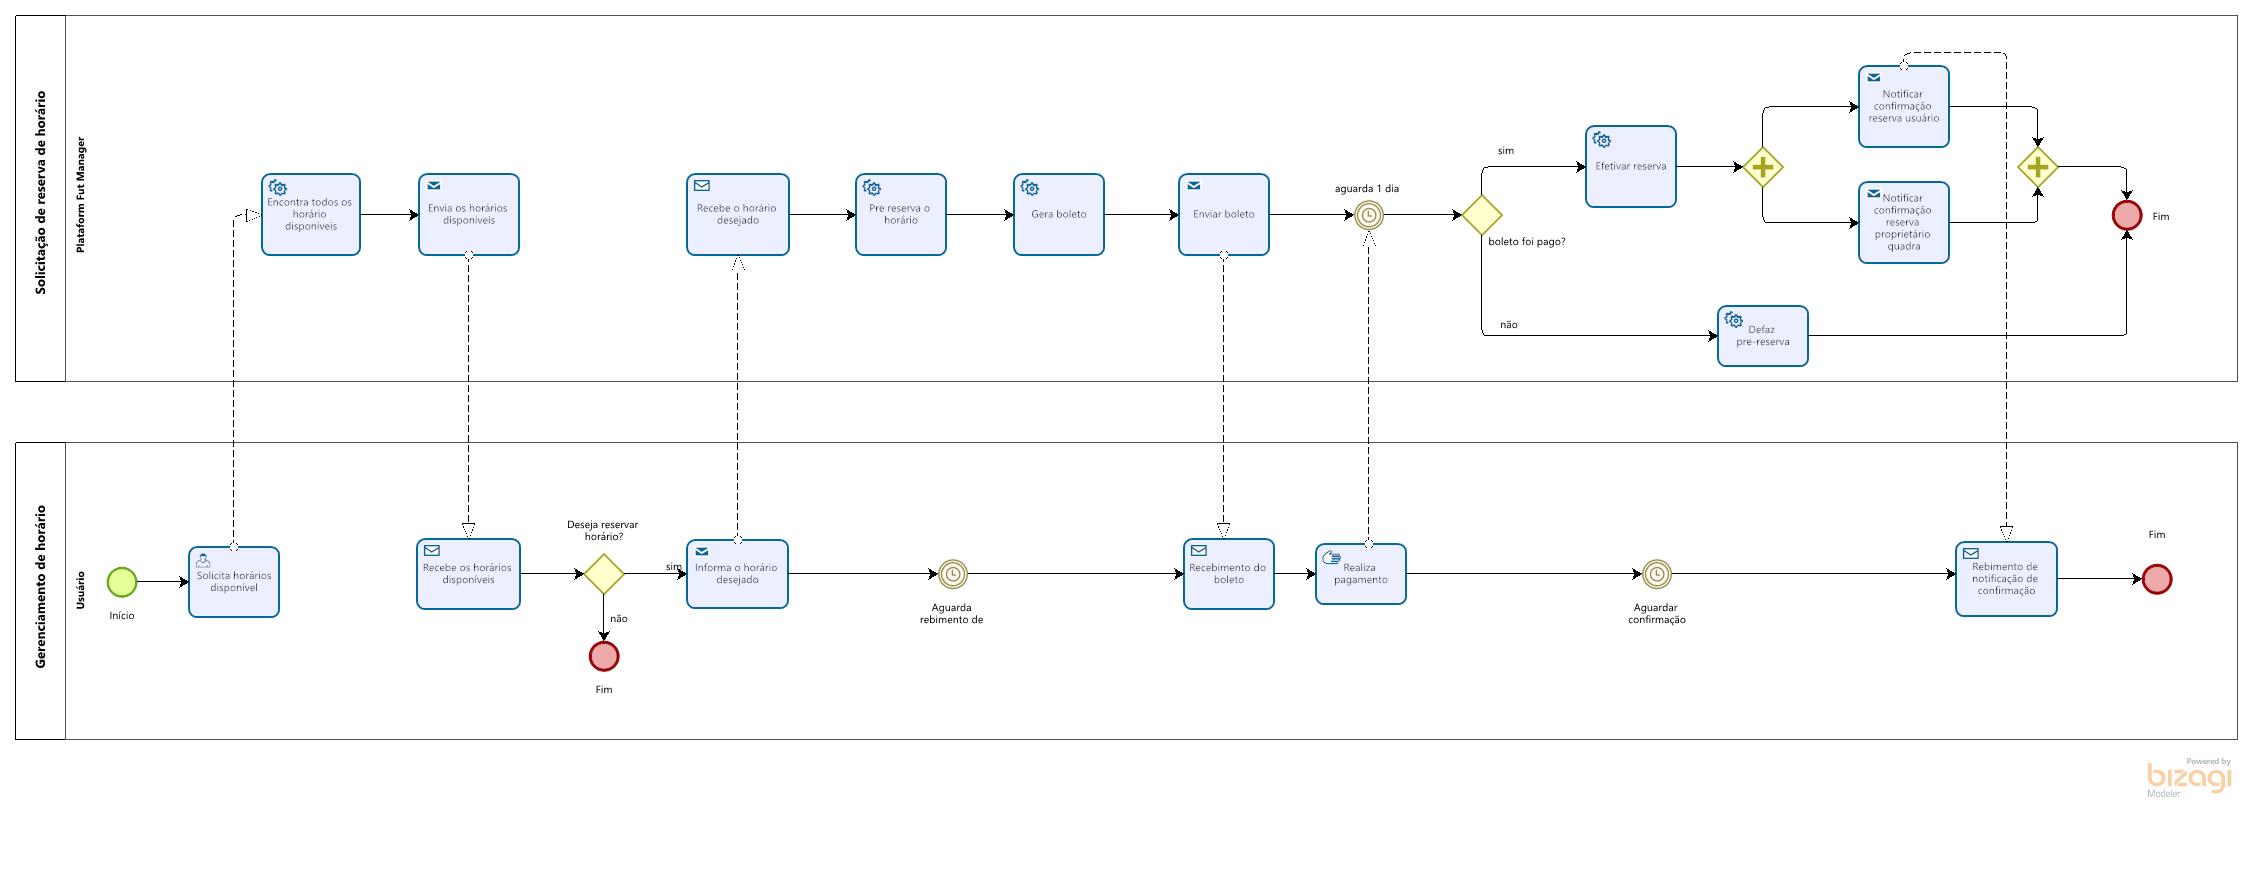 Solicitação de reserva de horário
Plataform Fut Manager
Encontra todos os
horário
disponíveis
Envia os horários
disponíveis
Recebe o horário
desejado
Pre reserva o
horário
Gera boleto
Enviar boleto
aguarda 1 dia
boleto foi pago?
sim
não
Efetivar reserva
Notificar
confirmação
reserva usuário
Notificar
confirmação
reserva
proprietário
quadra
Defaz
pre-reserva
Fim
Gerenciamento de horário
Usuário
Início
Solicita horários
disponível
Recebe os horários
disponíveis
Deseja reservar
horário?
sim
não
Fim
Informa o horário
desejado
Aguarda
rebimento de
Recebimento do
boleto
Realiza
pagamento
Aguardar
confirmação
Rebimento de
notificação de
confirmação
Fim
Powered by
bizagi
Modeler